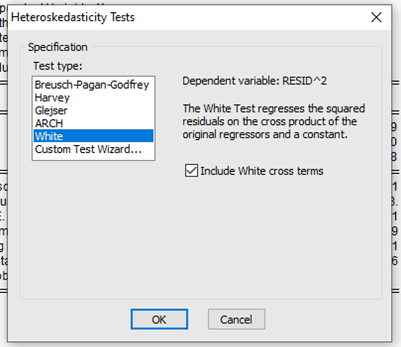 Heteroskedasticity Tests
Specification
Test type:
Breusch-Pagan-Godfrey
Harvey
Glejser
ARCH
White
Custom Test Wizard...
Dependent variable: RESID^2
The White Test regresses the squared
residuals on the cross product of the
original regressors and a constant.
Include White cross terms
OK
Cancel